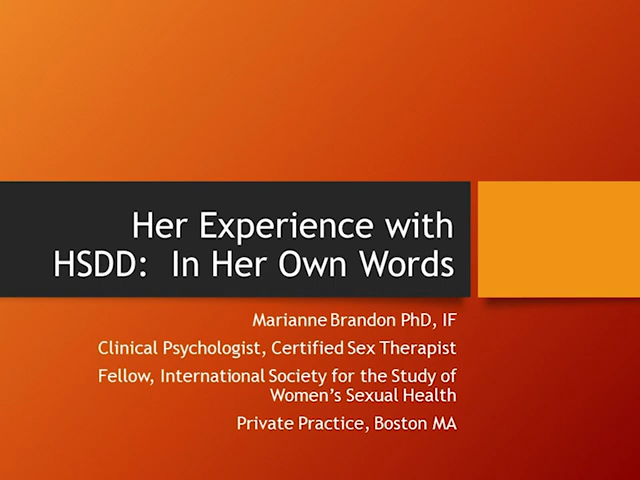 Her Experience with
HSDD:  In Her Own Words
Marianne Brandon PhD, IF
Clinical Psychologist, Certified Sex Therapist
Fellow, International Society for the Study of
Women’s Sexual Health
Private Practice, Boston MA